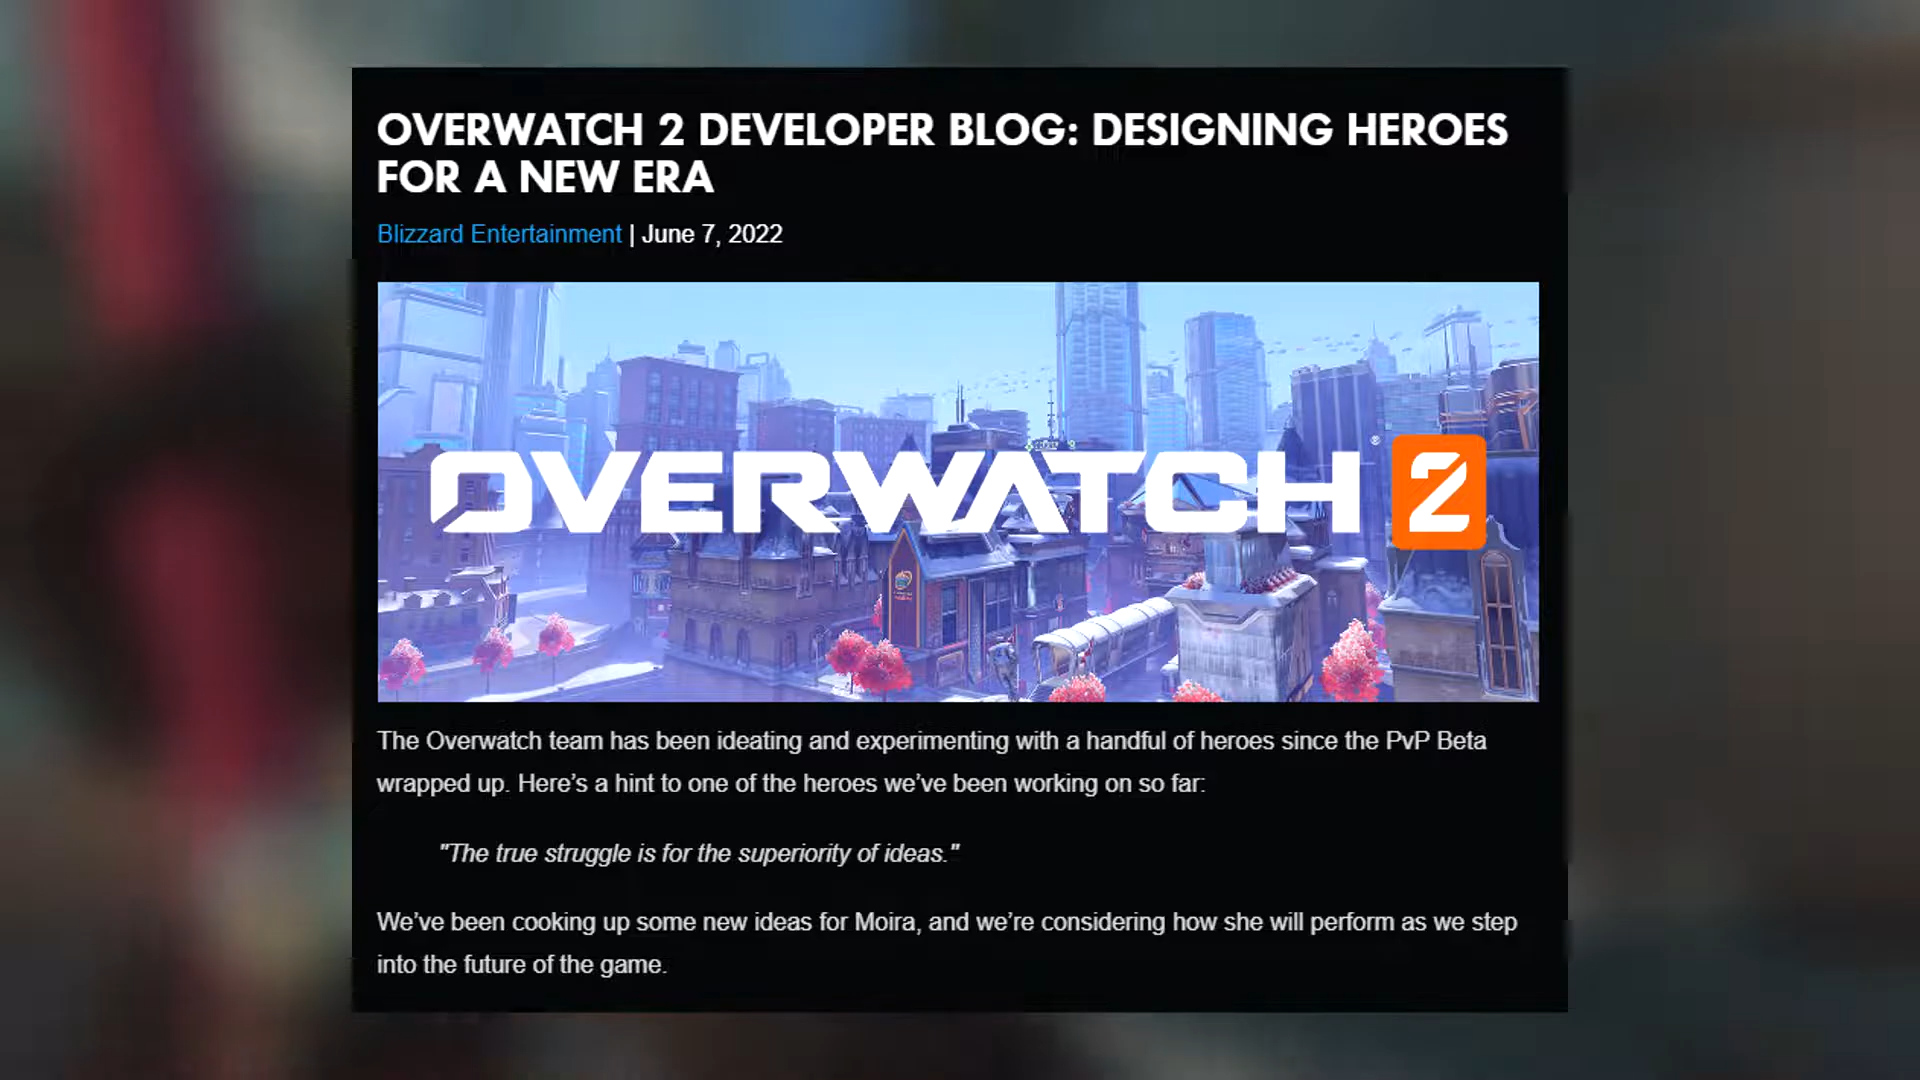 OVERWATCH 2 DEVELOPER BLOG: DESIGNING HEROES
FOR A NEW ERA
Blizzard Entertainment | June 7, 2022
OVERWATCH 2
The Overwatch team has been ideating and experimenting with a handful of heroes since the PvP Beta
wrapped up. Here’s a hint to one of the heroes we’ve been working on so far:
"The true struggle is for the superiority of ideas."
We’ve been cooking up some new ideas for Moira, and we’re considering how she will perform as we step
into the future of the game.